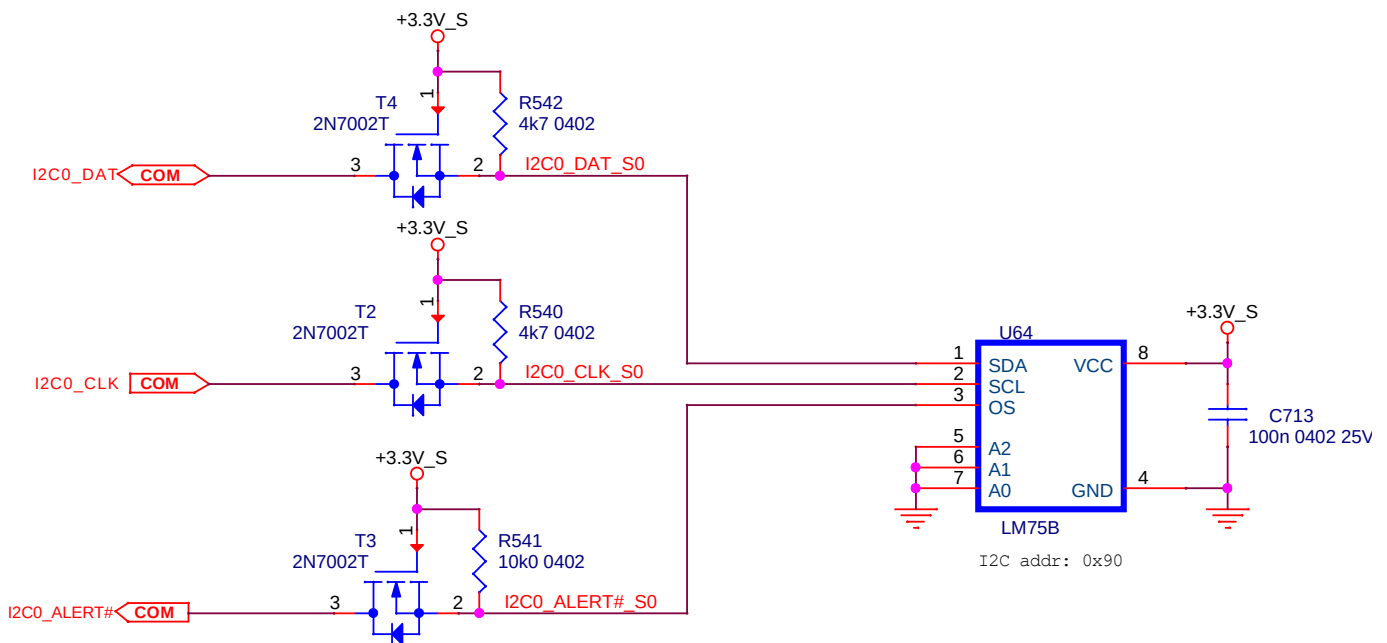 +3.3V_S
1
T4
2N7002T
R542
4k7 0402
I2C0_DAT
COM
3
2
I2C0_DAT_S0
+3.3V_S
1
T2
2N7002T
R540
4k7 0402
I2C0_CLK
COM
3
2
I2C0_CLK_S0
+3.3V_S
1
T3
2N7002T
R541
10k0 0402
I2C0_ALERT#
COM
3
2
I2C0_ALERT#_S0
U64
1
SDA
2
SCL
3
OS
5
A2
6
A1
7
A0
VCC
8
GND
4
LM75B
I2C addr: 0x90
+3.3V_S
C713
100n 0402 25V